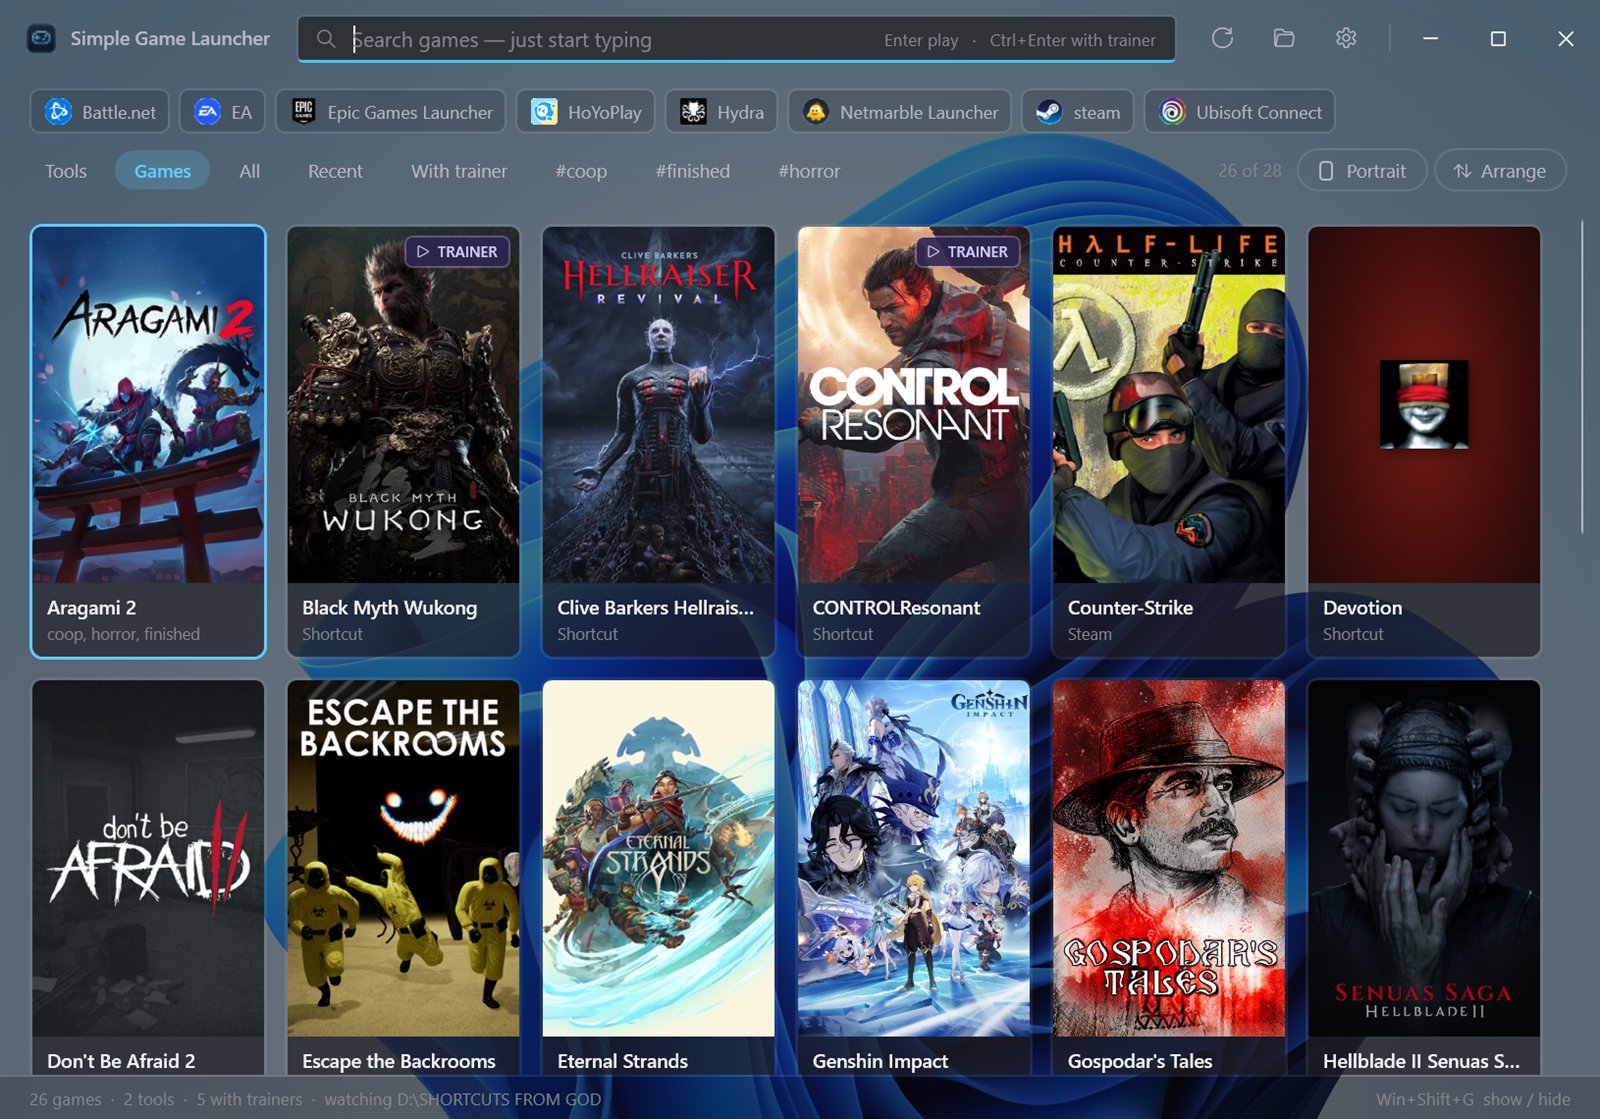 Simple Game Launcher
Search games — just start typing
Enter play · Ctrl+Enter with trainer
Battle.net
EA
Epic Games Launcher
HoYoPlay
Hydra
Netmarble Launcher
steam
Ubisoft Connect
Tools
Games
All
Recent
With trainer
#coop
#finished
#horror
26 of 28
Portrait
Arrange
ARAGAMI 2
Aragami 2
coop, horror, finished
TRAINER
BLACK MYTH
WUKONG
Black Myth Wukong
Shortcut
CLIVE BARKER'S
HELLRAISER
REVIVAL
Clive Barkers Hellrais...
Shortcut
TRAINER
CONTROL
RESONANT
CONTROLResonant
Shortcut
HλLF-LIFE
COUNTER-STRIKE
Counter-Strike
Steam
Devotion
Shortcut
don't be
AFRAID II
Don't Be Afraid 2
ESCAPE THE
BACKROOMS
Escape the Backrooms
ETERNAL
STRANDS
Eternal Strands
GENSHIN
IMPACT
Genshin Impact
GOSPODAR'S
TALES
Gospodar's Tales
SENUA'S SAGA
HELLBLADE II
Hellblade II Senuas S...
26 games · 2 tools · 5 with trainers · watching D:\SHORTCUTS FROM GOD
Win+Shift+G show / hide